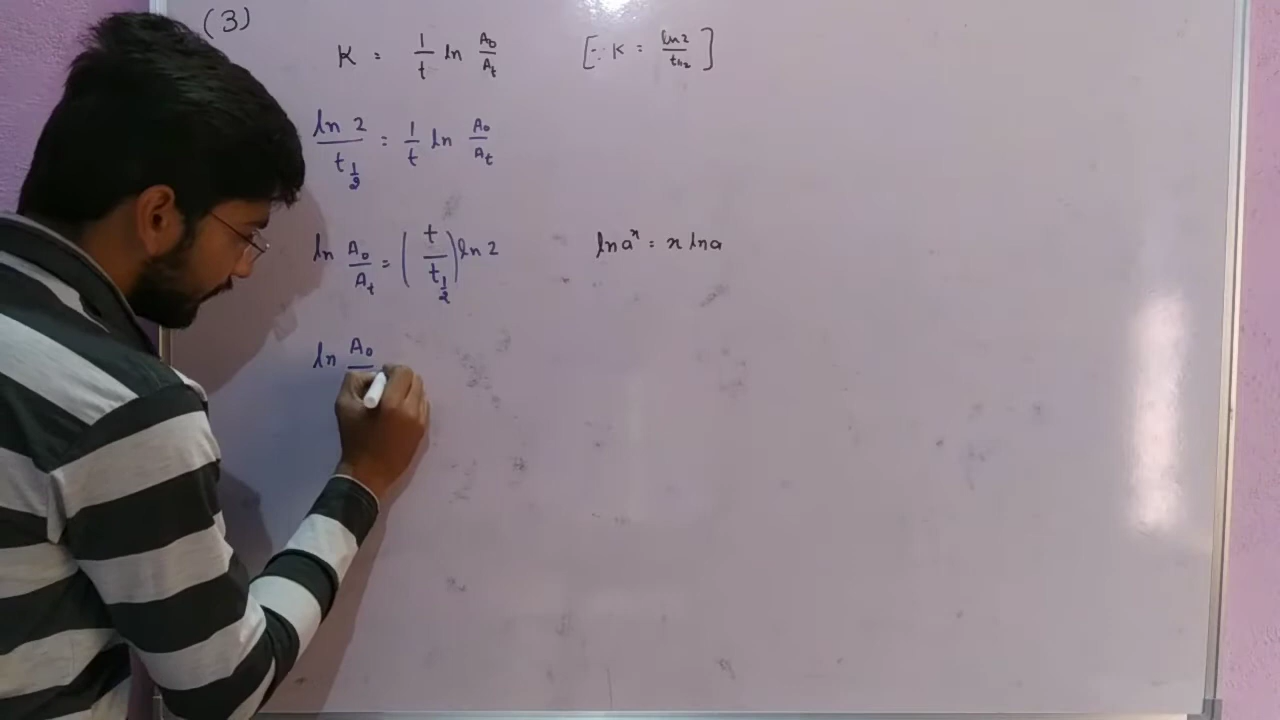 (3)
K = 1/t ln A₀/Aₜ [∵ K = ln2/t₁/₂]
ln 2/t₁/₂ = 1/t ln A₀/Aₜ
ln A₀/Aₜ = (t/t₁/₂) ln 2 ln aˣ = x ln a
ln A₀